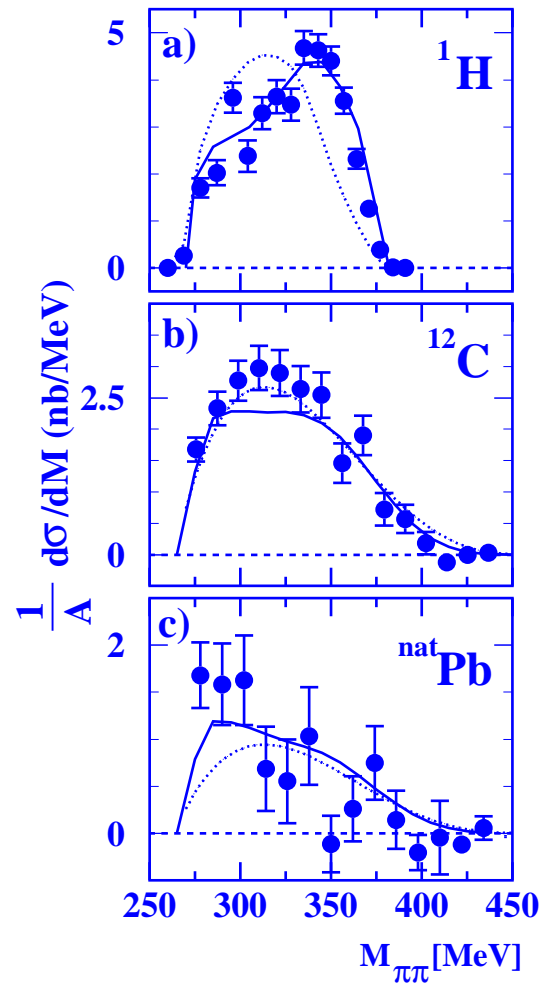 a)
¹H
5
0
b)
¹²C
2.5
0
c)
ⁿᵃᵗPb
2
0
1/A dσ/dM (nb/MeV)
250 300 350 400 450
M_ππ [MeV]